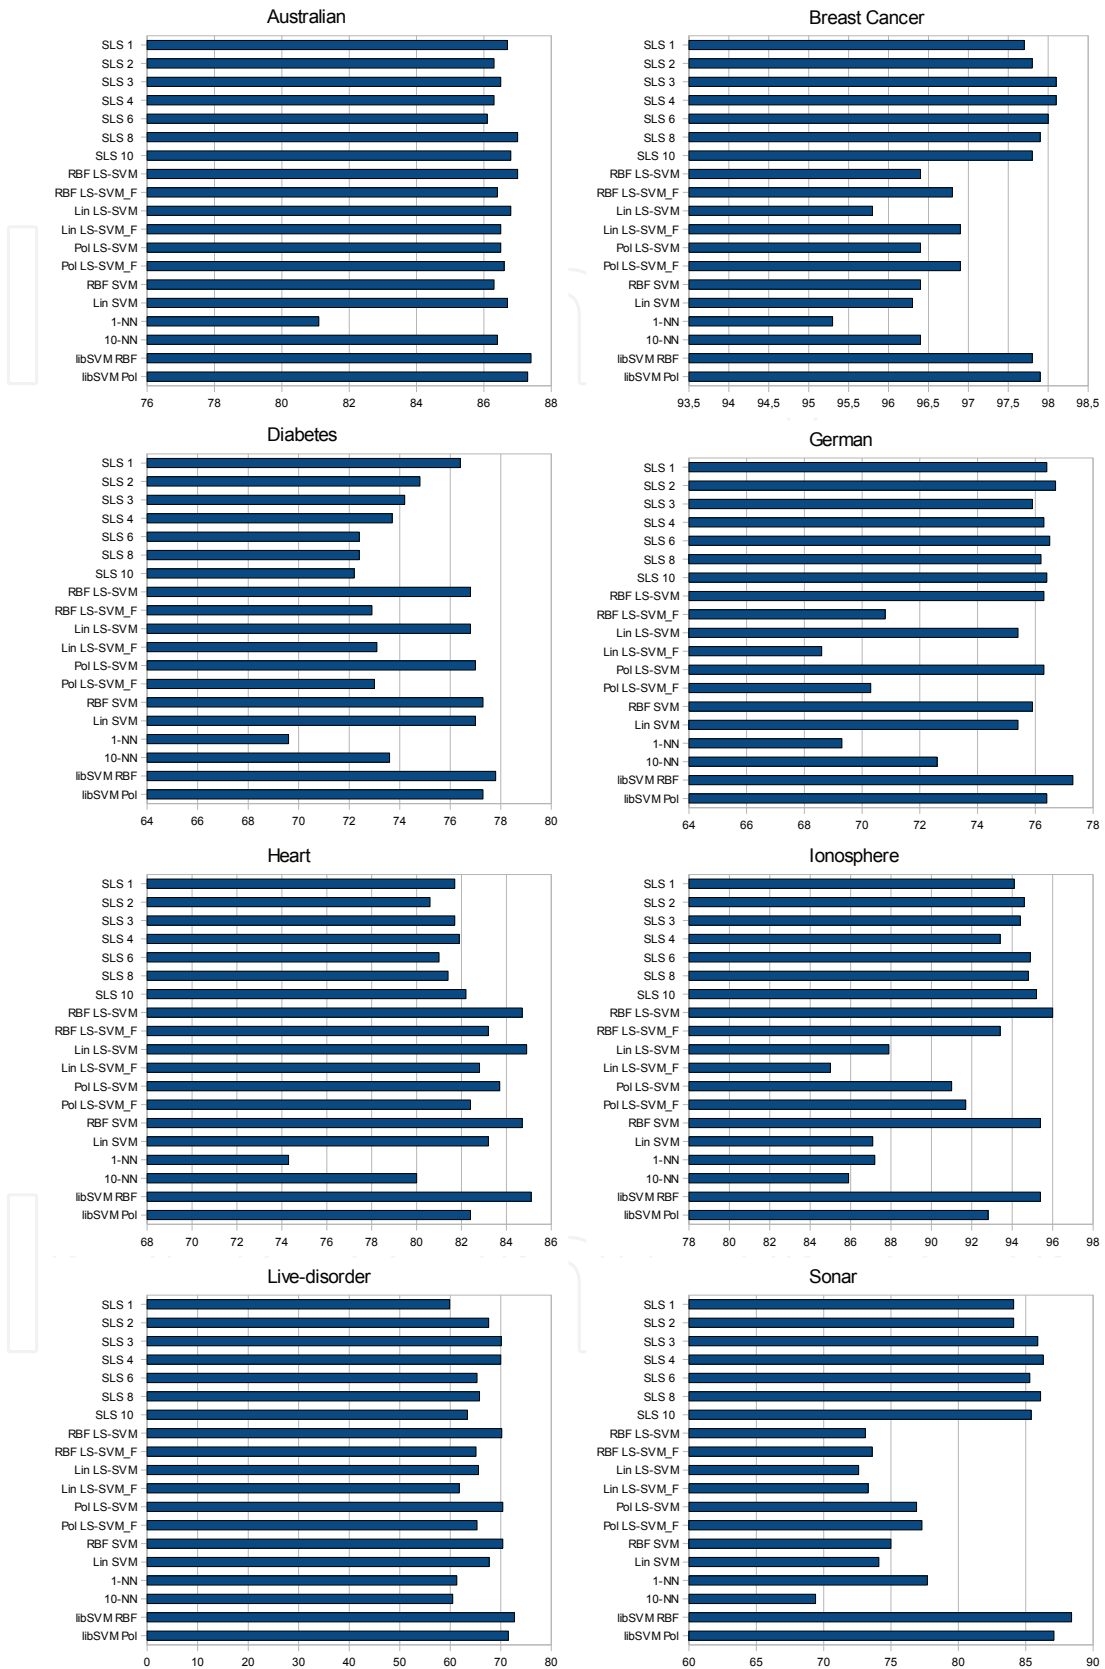 Australian
SLS 1
SLS 2
SLS 3
SLS 4
SLS 6
SLS 8
SLS 10
RBF LS-SVM
RBF LS-SVM_F
Lin LS-SVM
Lin LS-SVM_F
Pol LS-SVM
Pol LS-SVM_F
RBF SVM
Lin SVM
1-NN
10-NN
libSVM RBF
libSVM Pol
76 78 80 82 84 86 88
Breast Cancer
SLS 1
SLS 2
SLS 3
SLS 4
SLS 6
SLS 8
SLS 10
RBF LS-SVM
RBF LS-SVM_F
Lin LS-SVM
Lin LS-SVM_F
Pol LS-SVM
Pol LS-SVM_F
RBF SVM
Lin SVM
1-NN
10-NN
libSVM RBF
libSVM Pol
93,5 94 94,5 95 95,5 96 96,5 97 97,5 98 98,5
Diabetes
SLS 1
SLS 2
SLS 3
SLS 4
SLS 6
SLS 8
SLS 10
RBF LS-SVM
RBF LS-SVM_F
Lin LS-SVM
Lin LS-SVM_F
Pol LS-SVM
Pol LS-SVM_F
RBF SVM
Lin SVM
1-NN
10-NN
libSVM RBF
libSVM Pol
64 66 68 70 72 74 76 78 80
German
SLS 1
SLS 2
SLS 3
SLS 4
SLS 6
SLS 8
SLS 10
RBF LS-SVM
RBF LS-SVM_F
Lin LS-SVM
Lin LS-SVM_F
Pol LS-SVM
Pol LS-SVM_F
RBF SVM
Lin SVM
1-NN
10-NN
libSVM RBF
libSVM Pol
64 66 68 70 72 74 76 78
Heart
SLS 1
SLS 2
SLS 3
SLS 4
SLS 6
SLS 8
SLS 10
RBF LS-SVM
RBF LS-SVM_F
Lin LS-SVM
Lin LS-SVM_F
Pol LS-SVM
Pol LS-SVM_F
RBF SVM
Lin SVM
1-NN
10-NN
libSVM RBF
libSVM Pol
68 70 72 74 76 78 80 82 84 86
Ionosphere
SLS 1
SLS 2
SLS 3
SLS 4
SLS 6
SLS 8
SLS 10
RBF LS-SVM
RBF LS-SVM_F
Lin LS-SVM
Lin LS-SVM_F
Pol LS-SVM
Pol LS-SVM_F
RBF SVM
Lin SVM
1-NN
10-NN
libSVM RBF
libSVM Pol
78 80 82 84 86 88 90 92 94 96 98
Live-disorder
SLS 1
SLS 2
SLS 3
SLS 4
SLS 6
SLS 8
SLS 10
RBF LS-SVM
RBF LS-SVM_F
Lin LS-SVM
Lin LS-SVM_F
Pol LS-SVM
Pol LS-SVM_F
RBF SVM
Lin SVM
1-NN
10-NN
libSVM RBF
libSVM Pol
0 10 20 30 40 50 60 70 80
Sonar
SLS 1
SLS 2
SLS 3
SLS 4
SLS 6
SLS 8
SLS 10
RBF LS-SVM
RBF LS-SVM_F
Lin LS-SVM
Lin LS-SVM_F
Pol LS-SVM
Pol LS-SVM_F
RBF SVM
Lin SVM
1-NN
10-NN
libSVM RBF
libSVM Pol
60 65 70 75 80 85 90